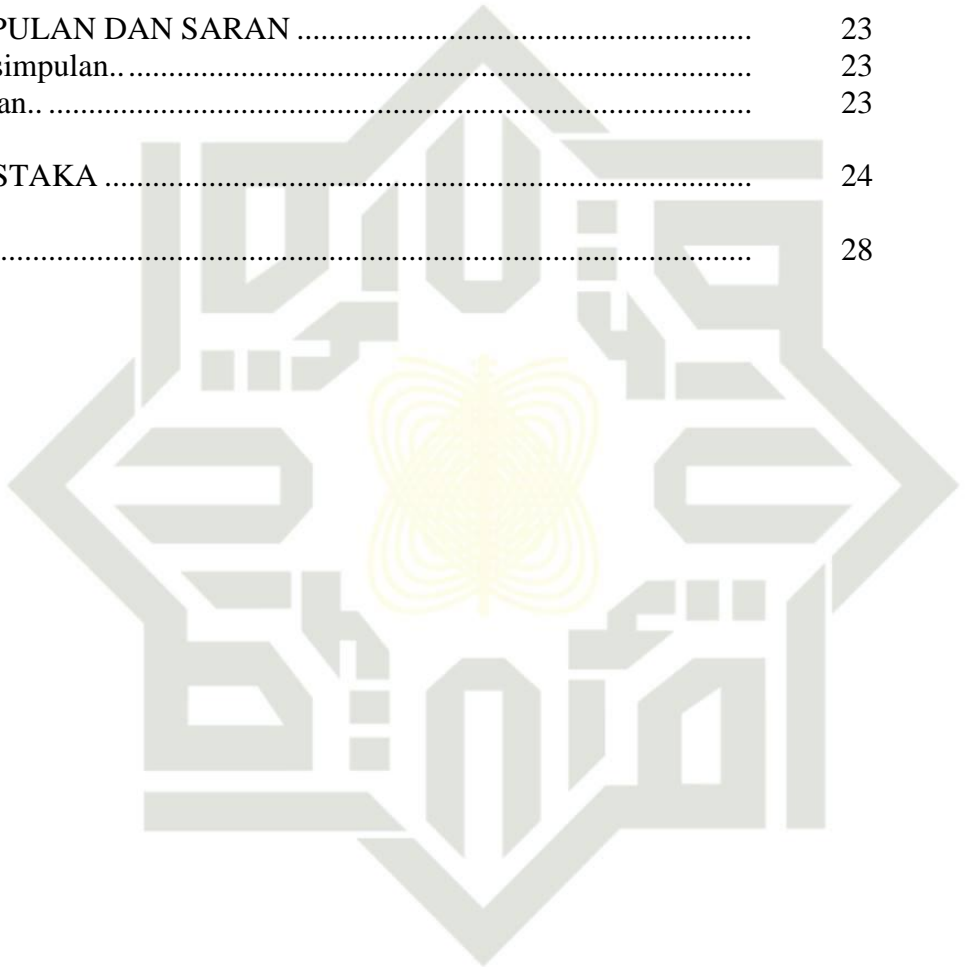 PULAN DAN SARAN ........................................................ 23
simpulan.. ............................................................................. 23
an.. ....................................................................................... 23
STAKA ................................................................................ 24
............................................................................................. 28